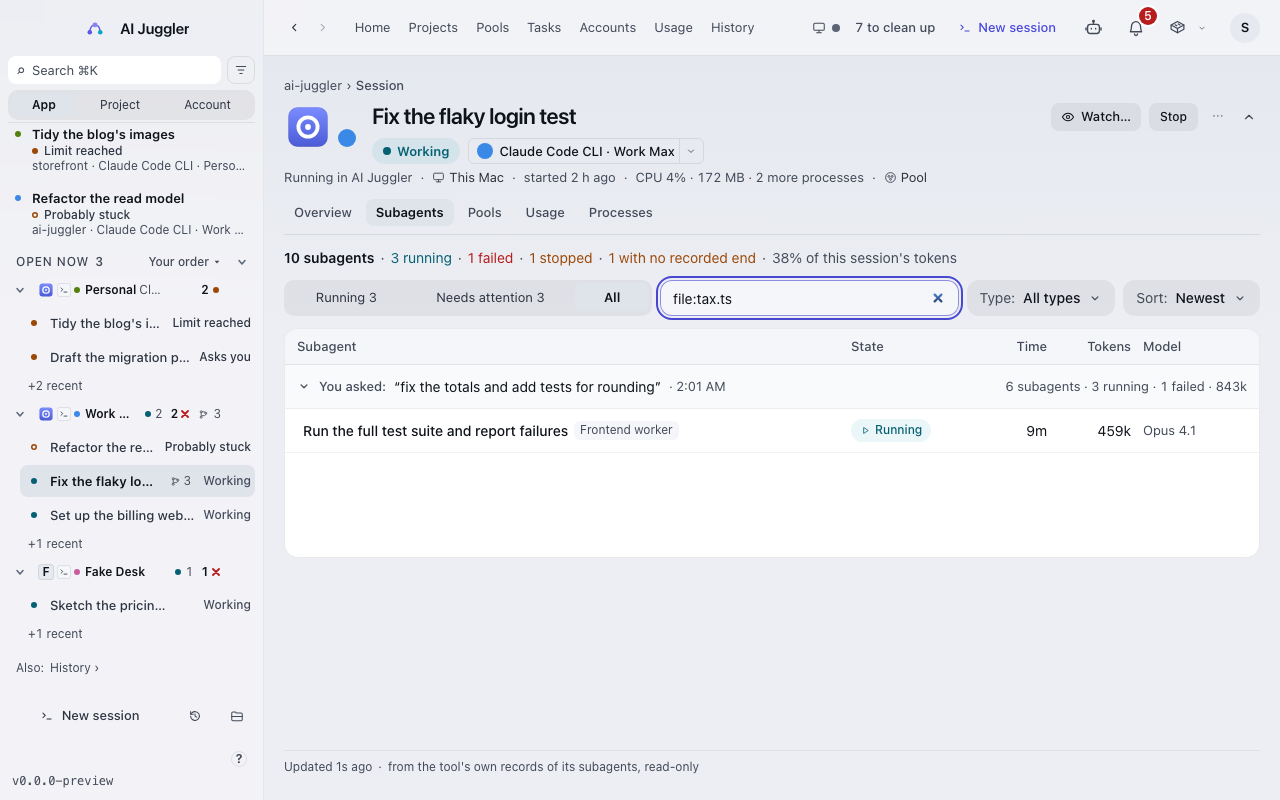 AI Juggler
Search ⌘K
App Project Account
Tidy the blog's images
Limit reached
storefront · Claude Code CLI · Perso...
Refactor the read model
Probably stuck
ai-juggler · Claude Code CLI · Work ...
OPEN NOW 3 Your order
Personal Cl... 2
Tidy the blog's i... Limit reached
Draft the migration p... Asks you
+2 recent
Work ... 2 2 3
Refactor the re... Probably stuck
Fix the flaky lo... 3 Working
Set up the billing web... Working
+1 recent
F Fake Desk 1 1
Sketch the pricin... Working
+1 recent
Also: History ›
New session
?
v0.0.0-preview
Home Projects Pools Tasks Accounts Usage History
7 to clean up New session 5 S
ai-juggler › Session
Fix the flaky login test
Watch... Stop ...
Working Claude Code CLI · Work Max
Running in AI Juggler · This Mac · started 2 h ago · CPU 4% · 172 MB · 2 more processes · Pool
Overview Subagents Pools Usage Processes
10 subagents · 3 running · 1 failed · 1 stopped · 1 with no recorded end · 38% of this session's tokens
Running 3 Needs attention 3 All file:tax.ts Type: All types Sort: Newest
Subagent State Time Tokens Model
You asked: “fix the totals and add tests for rounding” · 2:01 AM 6 subagents · 3 running · 1 failed · 843k
Run the full test suite and report failures Frontend worker Running 9m 459k Opus 4.1
Updated 1s ago · from the tool's own records of its subagents, read-only